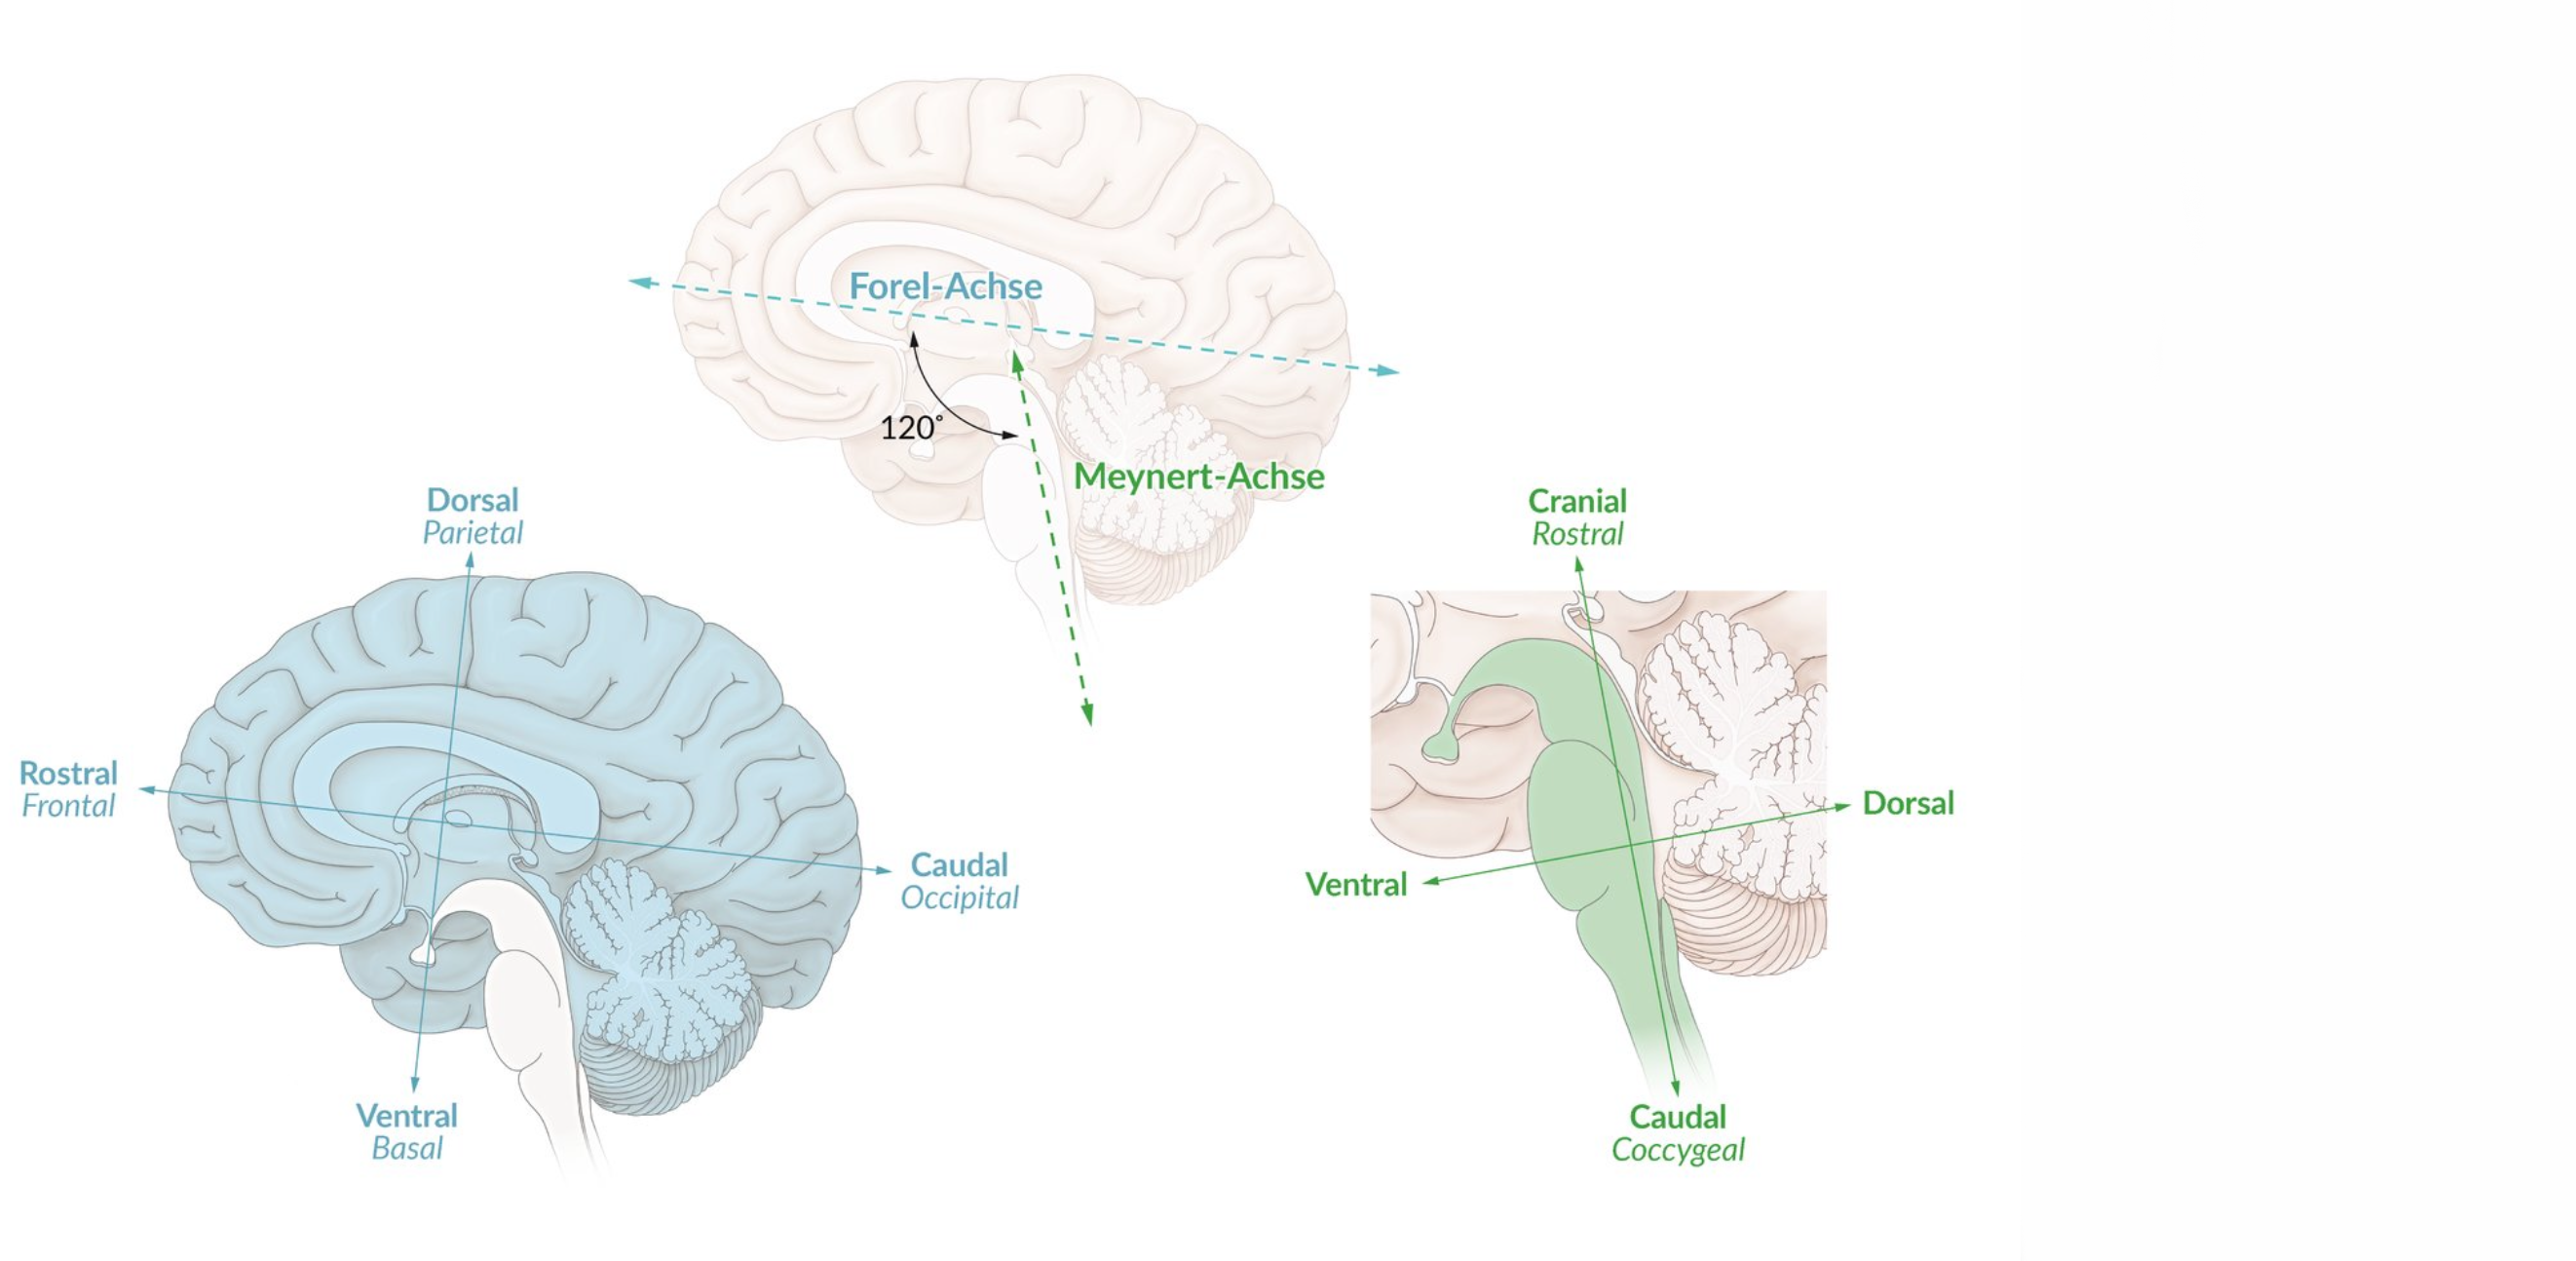 Forel-Achse
120°
Meynert-Achse
Dorsal
Parietal
Rostral
Frontal
Caudal
Occipital
Ventral
Basal
Cranial
Rostral
Dorsal
Ventral
Caudal
Coccygeal